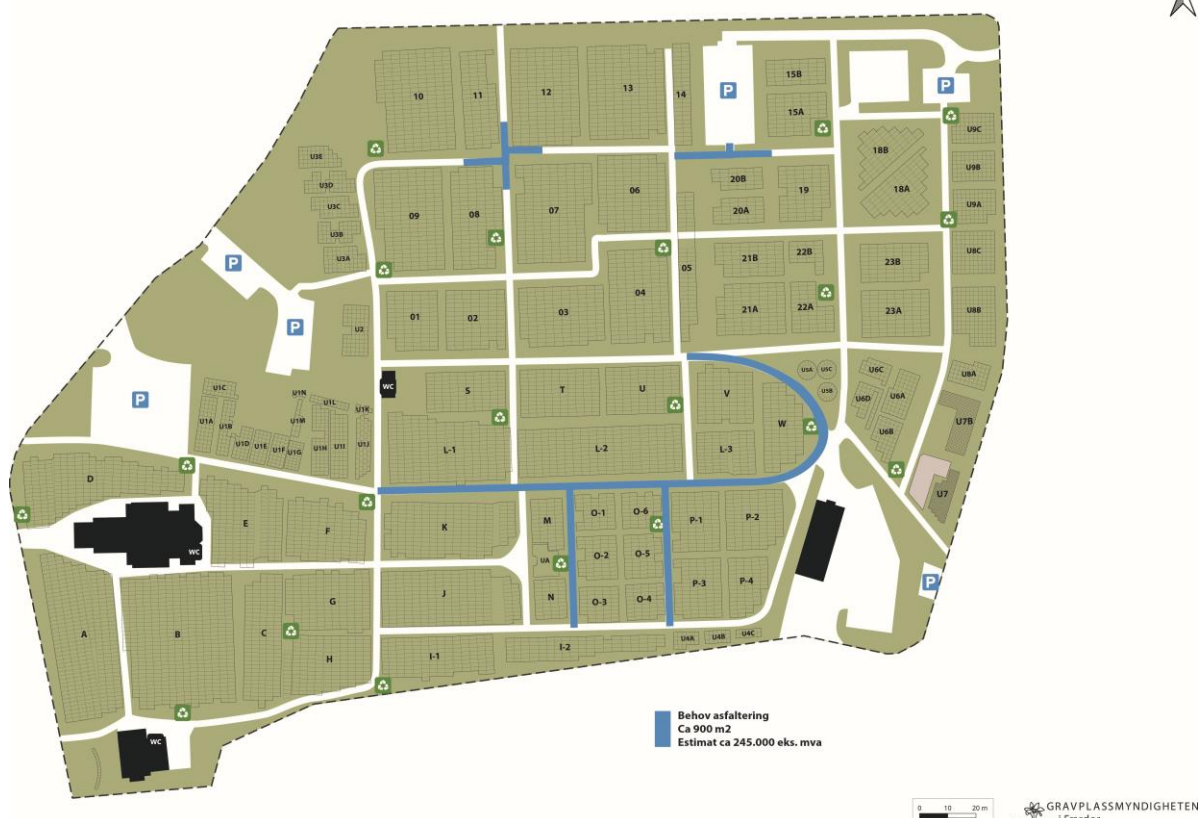 P
15B
10
11
12
13
14
15A
U9C
18B
U3E
U9B
U3D
20B
18A
06
19
U3C
09
08
07
U9A
20A
U3B
U3A
U8C
P
05
21B
22B
23B
04
01
02
03
21A
22A
23A
U8B
P
U2
WC
U5A
U5C
U6C
U8A
U1C
S
T
U
V
U5B
U6A
U1N
U1L
U6D
P
U1K
U1A
U1B
U1M
W
U7B
U6B
U1D
U1E
U1F
U1G
U1H
U1I
U1J
L-1
L-2
L-3
D
U7
E
F
K
M
O-1
O-6
P-1
P-2
WC
UA
O-2
O-5
P-3
P-4
P
A
B
C
G
J
N
O-3
O-4
H
I-1
I-2
U4A
U4B
U4C
WC
Behov asfaltering
Ca 900 m2
Estimat ca 245.000 eks. mva
0 10 20 m
GRAVPLASSMYNDIGHETEN